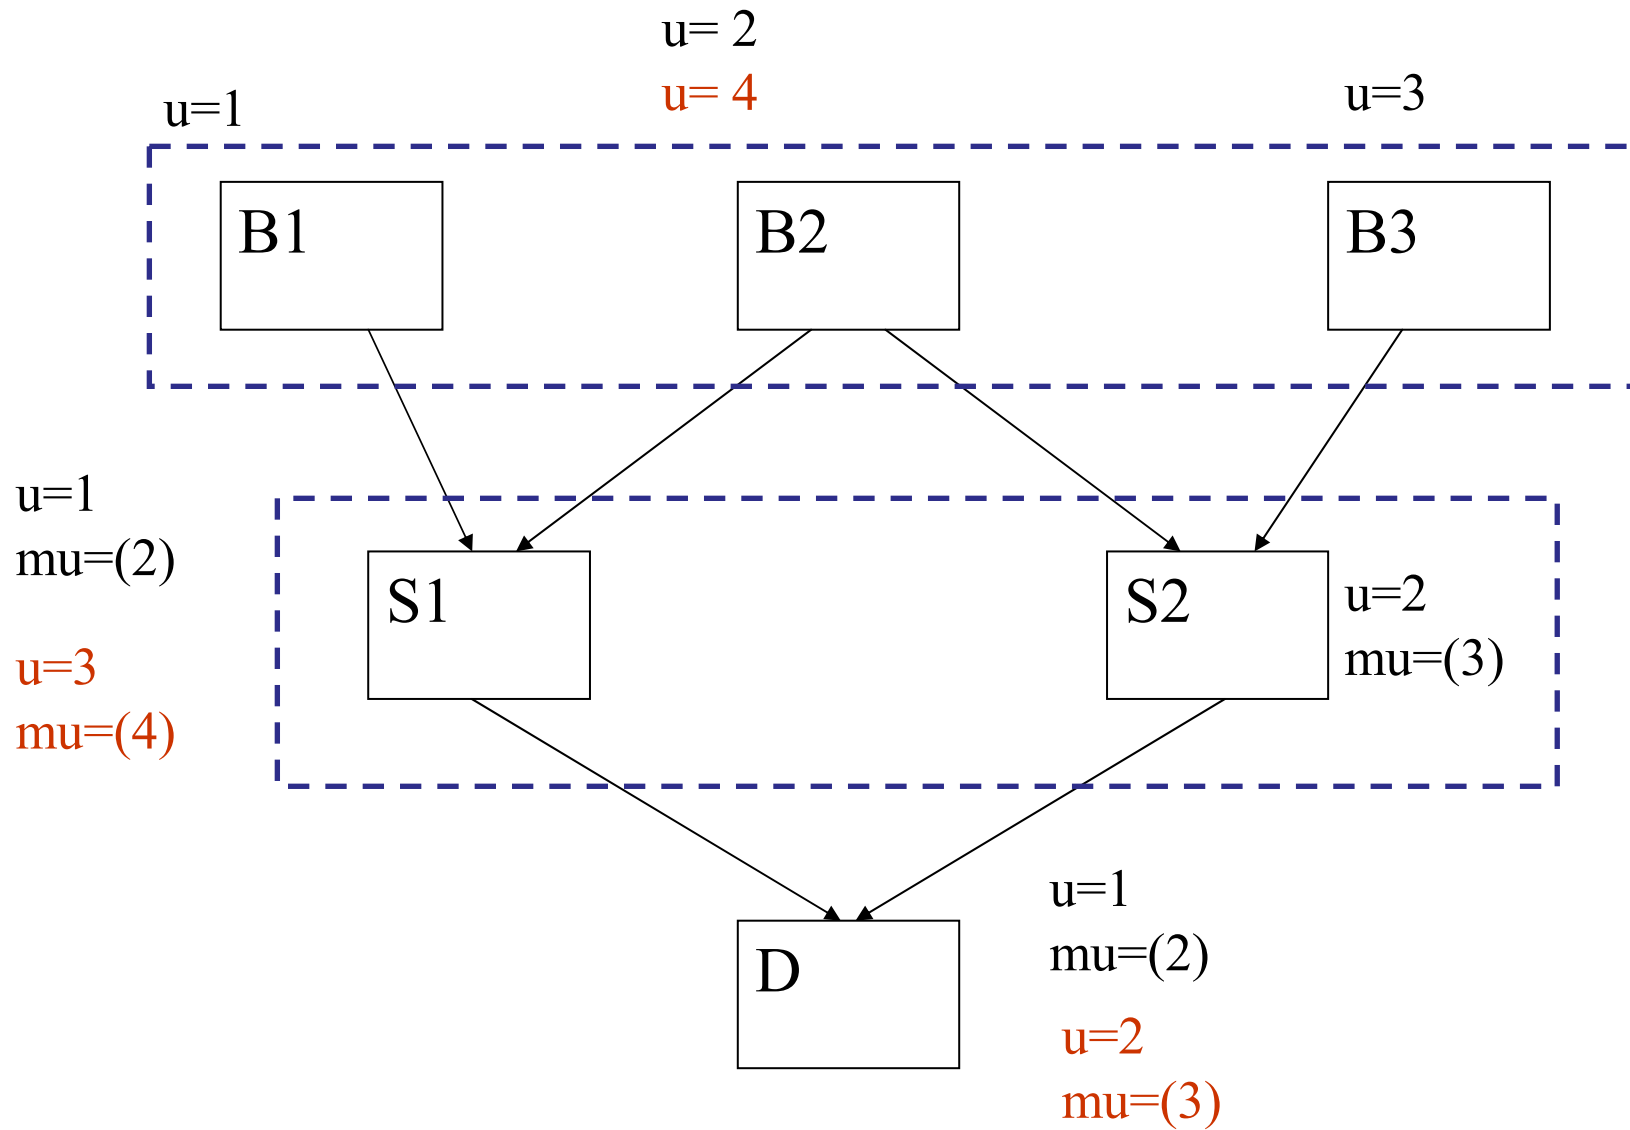 u= 2
u= 4
u=1
u=3
B1
B2
B3
u=1
mu=(2)
u=3
mu=(4)
S1
S2
u=2
mu=(3)
D
u=1
mu=(2)
u=2
mu=(3)